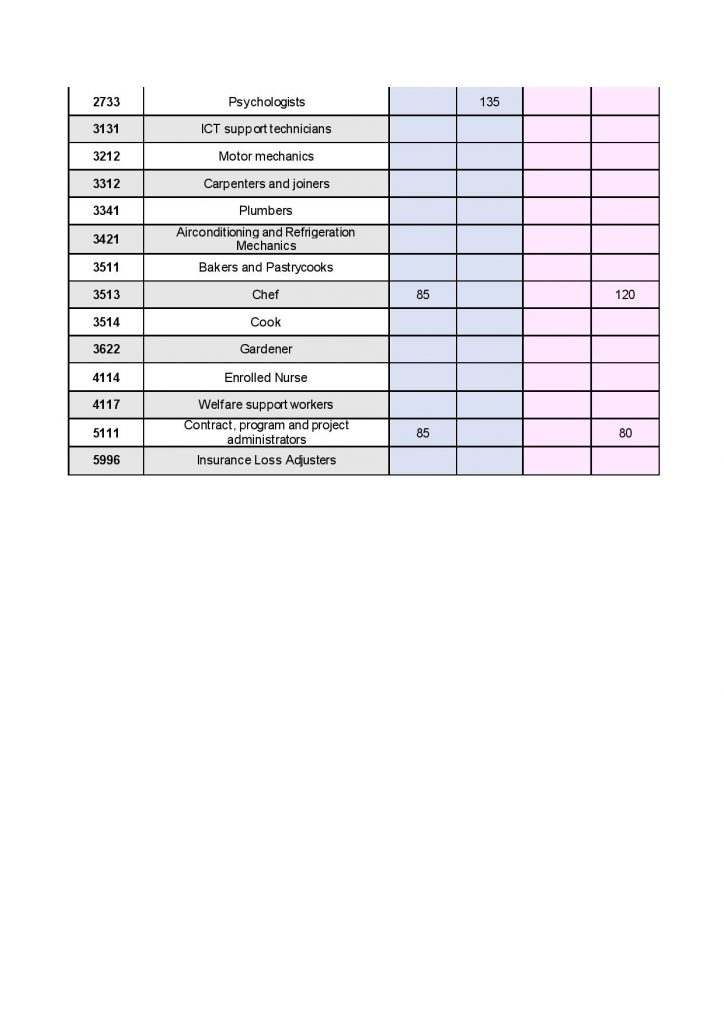 2733 Psychologists 135
3131 ICT support technicians
3212 Motor mechanics
3312 Carpenters and joiners
3341 Plumbers
3421 Airconditioning and Refrigeration
Mechanics
3511 Bakers and Pastrycooks
3513 Chef 85 120
3514 Cook
3622 Gardener
4114 Enrolled Nurse
4117 Welfare support workers
5111 Contract, program and project
administrators 85 80
5996 Insurance Loss Adjusters